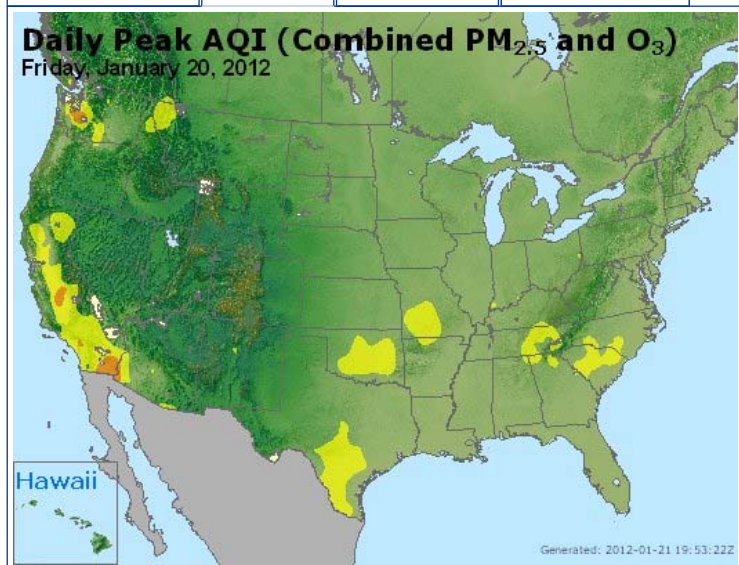 Daily Peak AQI (Combined PM₂.₅ and O₃)
Friday, January 20, 2012
Hawaii
Generated: 2012-01-21 19:53:22Z